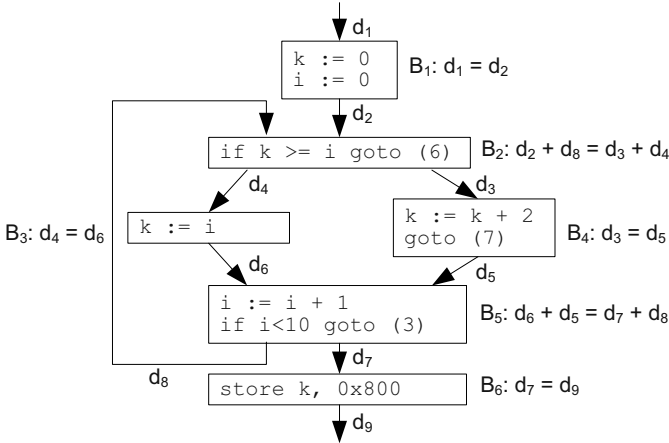 d1
k := 0
i := 0
B1: d1 = d2
d2
if k >= i goto (6)
B2: d2 + d8 = d3 + d4
d4
d3
B3: d4 = d6
k := i
k := k + 2
goto (7)
B4: d3 = d5
d6
d5
i := i + 1
if i<10 goto (3)
B5: d6 + d5 = d7 + d8
d8
d7
store k, 0x800
B6: d7 = d9
d9